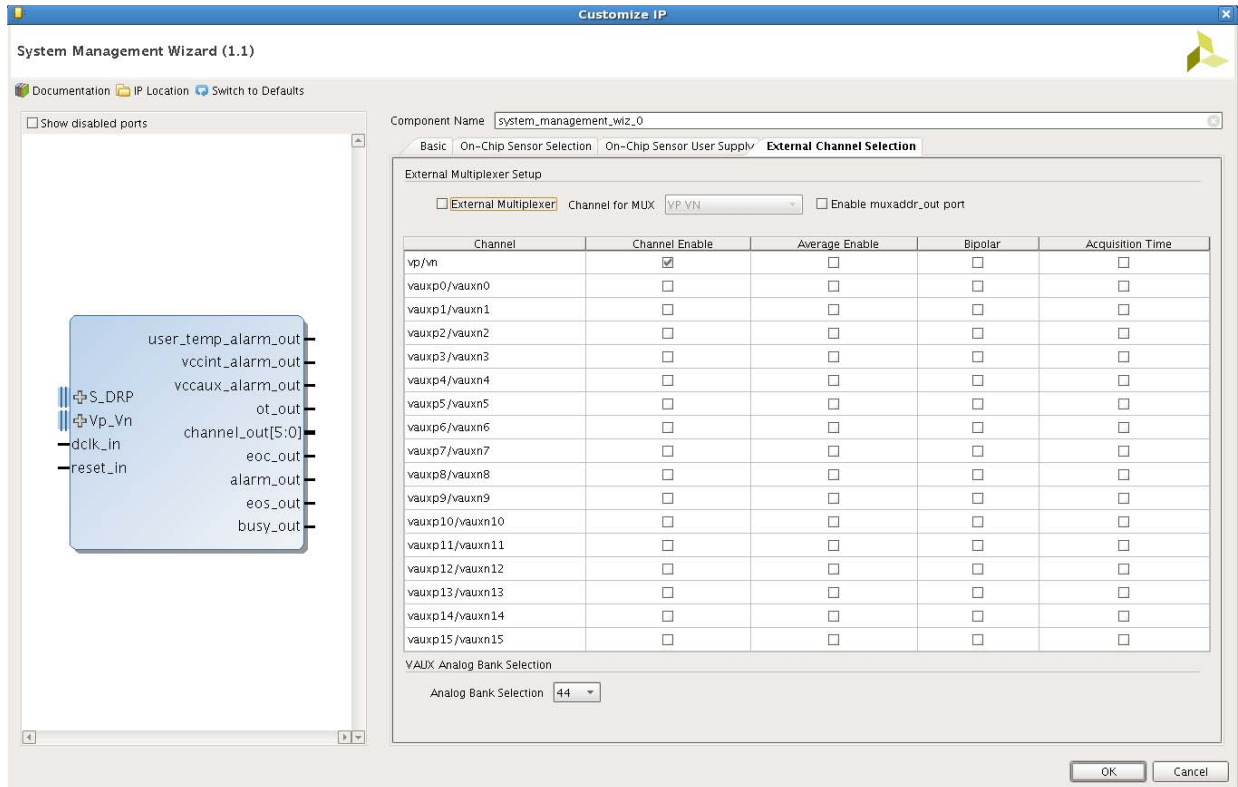 Customize IP
System Management Wizard (1.1)
Documentation IP Location Switch to Defaults
Show disabled ports
Component Name system_management_wiz_0
Basic On-Chip Sensor Selection On-Chip Sensor User Supply External Channel Selection
External Multiplexer Setup
External Multiplexer Channel for MUX VP VN Enable muxaddr_out port
Channel Channel Enable Average Enable Bipolar Acquisition Time
vp/vn
vauxp0/vauxn0
vauxp1/vauxn1
vauxp2/vauxn2
vauxp3/vauxn3
vauxp4/vauxn4
vauxp5/vauxn5
vauxp6/vauxn6
vauxp7/vauxn7
vauxp8/vauxn8
vauxp9/vauxn9
vauxp10/vauxn10
vauxp11/vauxn11
vauxp12/vauxn12
vauxp13/vauxn13
vauxp14/vauxn14
vauxp15/vauxn15
VAUX Analog Bank Selection
Analog Bank Selection 44
S_DRP
Vp_Vn
dclk_in
reset_in
user_temp_alarm_out
vccint_alarm_out
vccaux_alarm_out
ot_out
channel_out[5:0]
eoc_out
alarm_out
eos_out
busy_out
OK Cancel